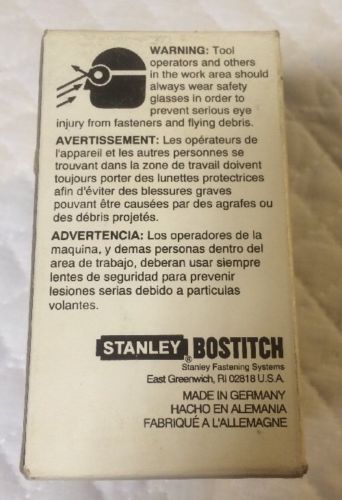 WARNING: Tool
operators and others
in the work area should
always wear safety
glasses in order to
prevent serious eye
injury from fasteners and flying debris.
AVERTISSEMENT: Les opérateurs de
l'appareil et les autres personnes se
trouvant dans la zone de travail doivent
toujours porter des lunettes protectrices
afin d'éviter des blessures graves
pouvant être causées par des agrafes ou
des débris projetés.
ADVERTENCIA: Los operadores de la
maquina, y demas personas dentro del
area de trabajo, deberan usar siempre
lentes de seguridad para prevenir
lesiones serias debido a particulas
volantes.
STANLEY® BOSTITCH
Stanley Fastening Systems
East Greenwich, RI 02818 U.S.A.
MADE IN GERMANY
HACHO EN ALEMANIA
FABRIQUÉ A L'ALLEMAGNE